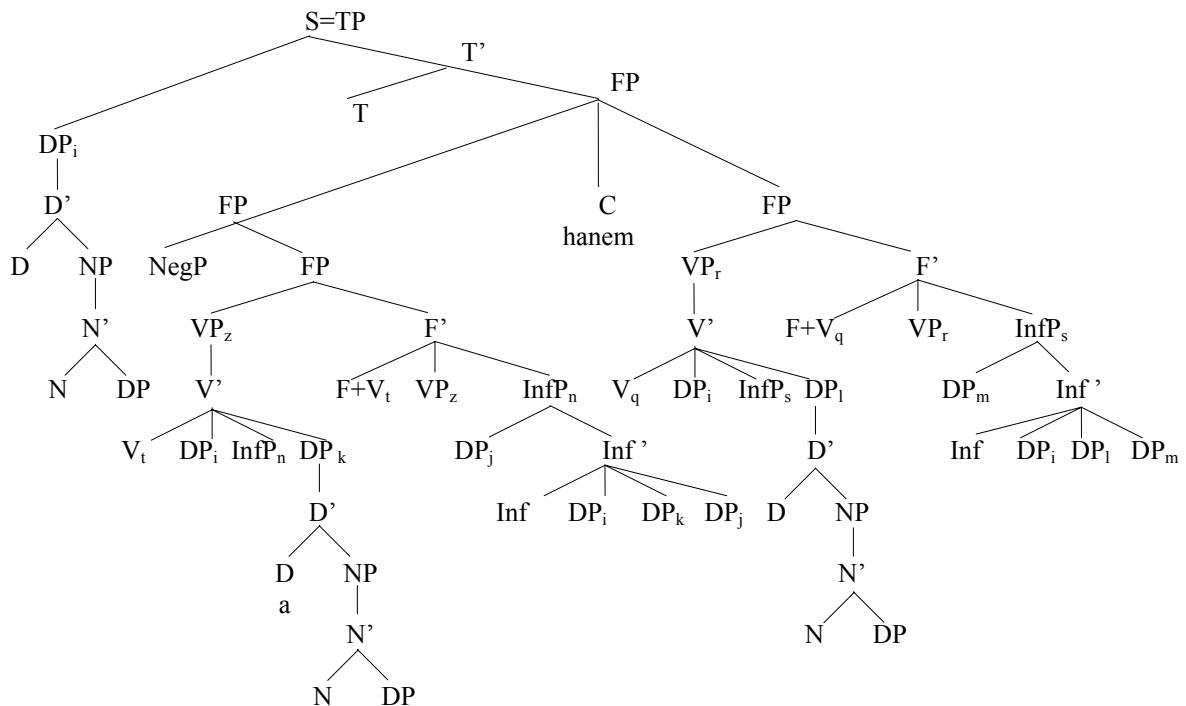 S=TP
T’
FP
T
DPi
D’ FP C FP
hanem
D NP NegP FP VPr F’
N’ VPz F’ V’ F+Vq VPr InfPs
N DP V’ F+Vt VPz InfPn Vq DPi InfPs DPl DPm Inf ’
Vt DPi InfPn DPk DPj Inf ’ D’ Inf DPi DPl DPm
D’ Inf DPi DPk DPj D NP
D NP N’
a
N’ N DP
N DP